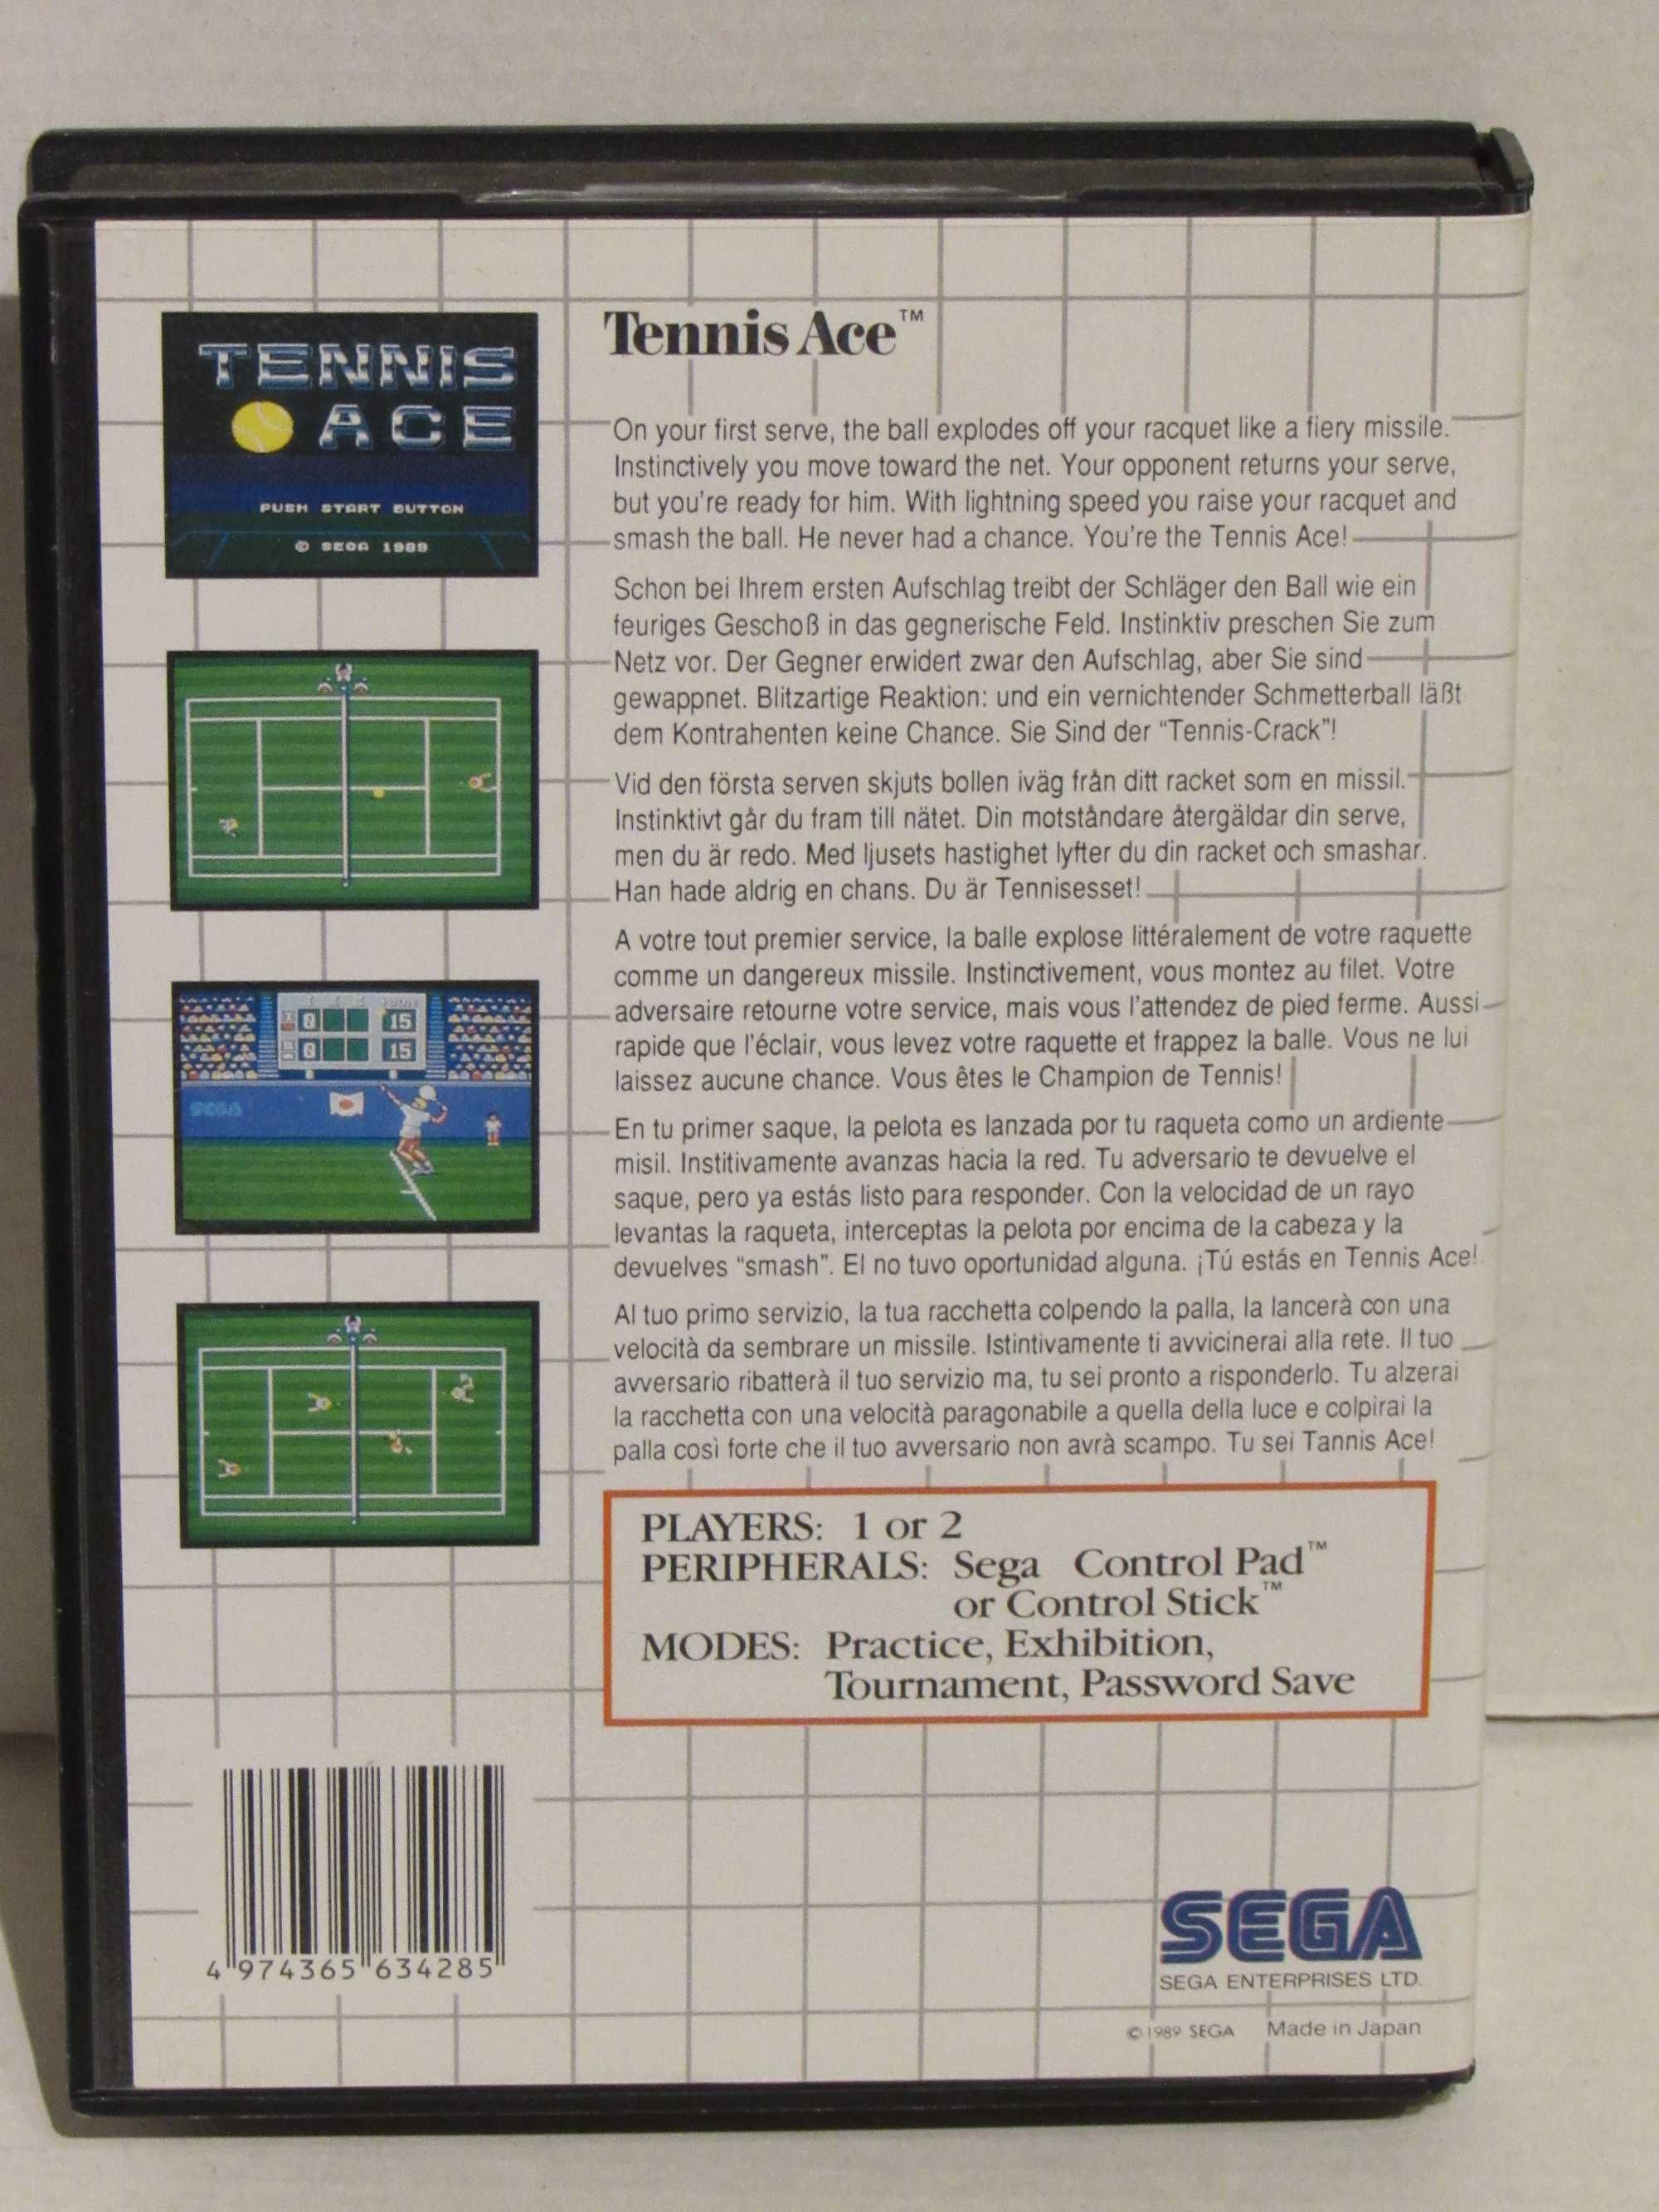 TENNIS
ACE
PUSH START BUTTON
© SEGA 1989
0 15
0 15
SEGA
Tennis Ace™
On your first serve, the ball explodes off your racquet like a fiery missile.
Instinctively you move toward the net. Your opponent returns your serve,
but you're ready for him. With lightning speed you raise your racquet and
smash the ball. He never had a chance. You're the Tennis Ace!
Schon bei Ihrem ersten Aufschlag treibt der Schläger den Ball wie ein
feuriges Geschoß in das gegnerische Feld. Instinktiv preschen Sie zum
Netz vor. Der Gegner erwidert zwar den Aufschlag, aber Sie sind
gewappnet. Blitzartige Reaktion: und ein vernichtender Schmetterball läßt
dem Kontrahenten keine Chance. Sie Sind der “Tennis-Crack”!
Vid den första serven skjuts bollen iväg från ditt racket som en missil.
Instinktivt går du fram till nätet. Din motståndare återgäldar din serve,
men du är redo. Med ljusets hastighet lyfter du din racket och smashar.
Han hade aldrig en chans. Du är Tennisesset!
A votre tout premier service, la balle explose littéralement de votre raquette
comme un dangereux missile. Instinctivement, vous montez au filet. Votre
adversaire retourne votre service, mais vous l'attendez de pied ferme. Aussi
rapide que l'éclair, vous levez votre raquette et frappez la balle. Vous ne lui
laissez aucune chance. Vous êtes le Champion de Tennis!
En tu primer saque, la pelota es lanzada por tu raqueta como un ardiente
misil. Institivamente avanzas hacia la red. Tu adversario te devuelve el
saque, pero ya estás listo para responder. Con la velocidad de un rayo
levantas la raqueta, interceptas la pelota por encima de la cabeza y la
devuelves “smash”. El no tuvo oportunidad alguna. ¡Tú estás en Tennis Ace!
Al tuo primo servizio, la tua racchetta colpendo la palla, la lancerà con una
velocità da sembrare un missile. Istintivamente ti avvicinerai alla rete. Il tuo
avversario ribatterà il tuo servizio ma, tu sei pronto a risponderlo. Tu alzerai
la racchetta con una velocità paragonabile a quella della luce e colpirai la
palla così forte che il tuo avversario non avrà scampo. Tu sei Tannis Ace!
PLAYERS: 1 or 2
PERIPHERALS: Sega Control Pad™
or Control Stick™
MODES: Practice, Exhibition,
Tournament, Password Save
4 974365 634285
SEGA
SEGA ENTERPRISES LTD.
© 1989 SEGA Made in Japan